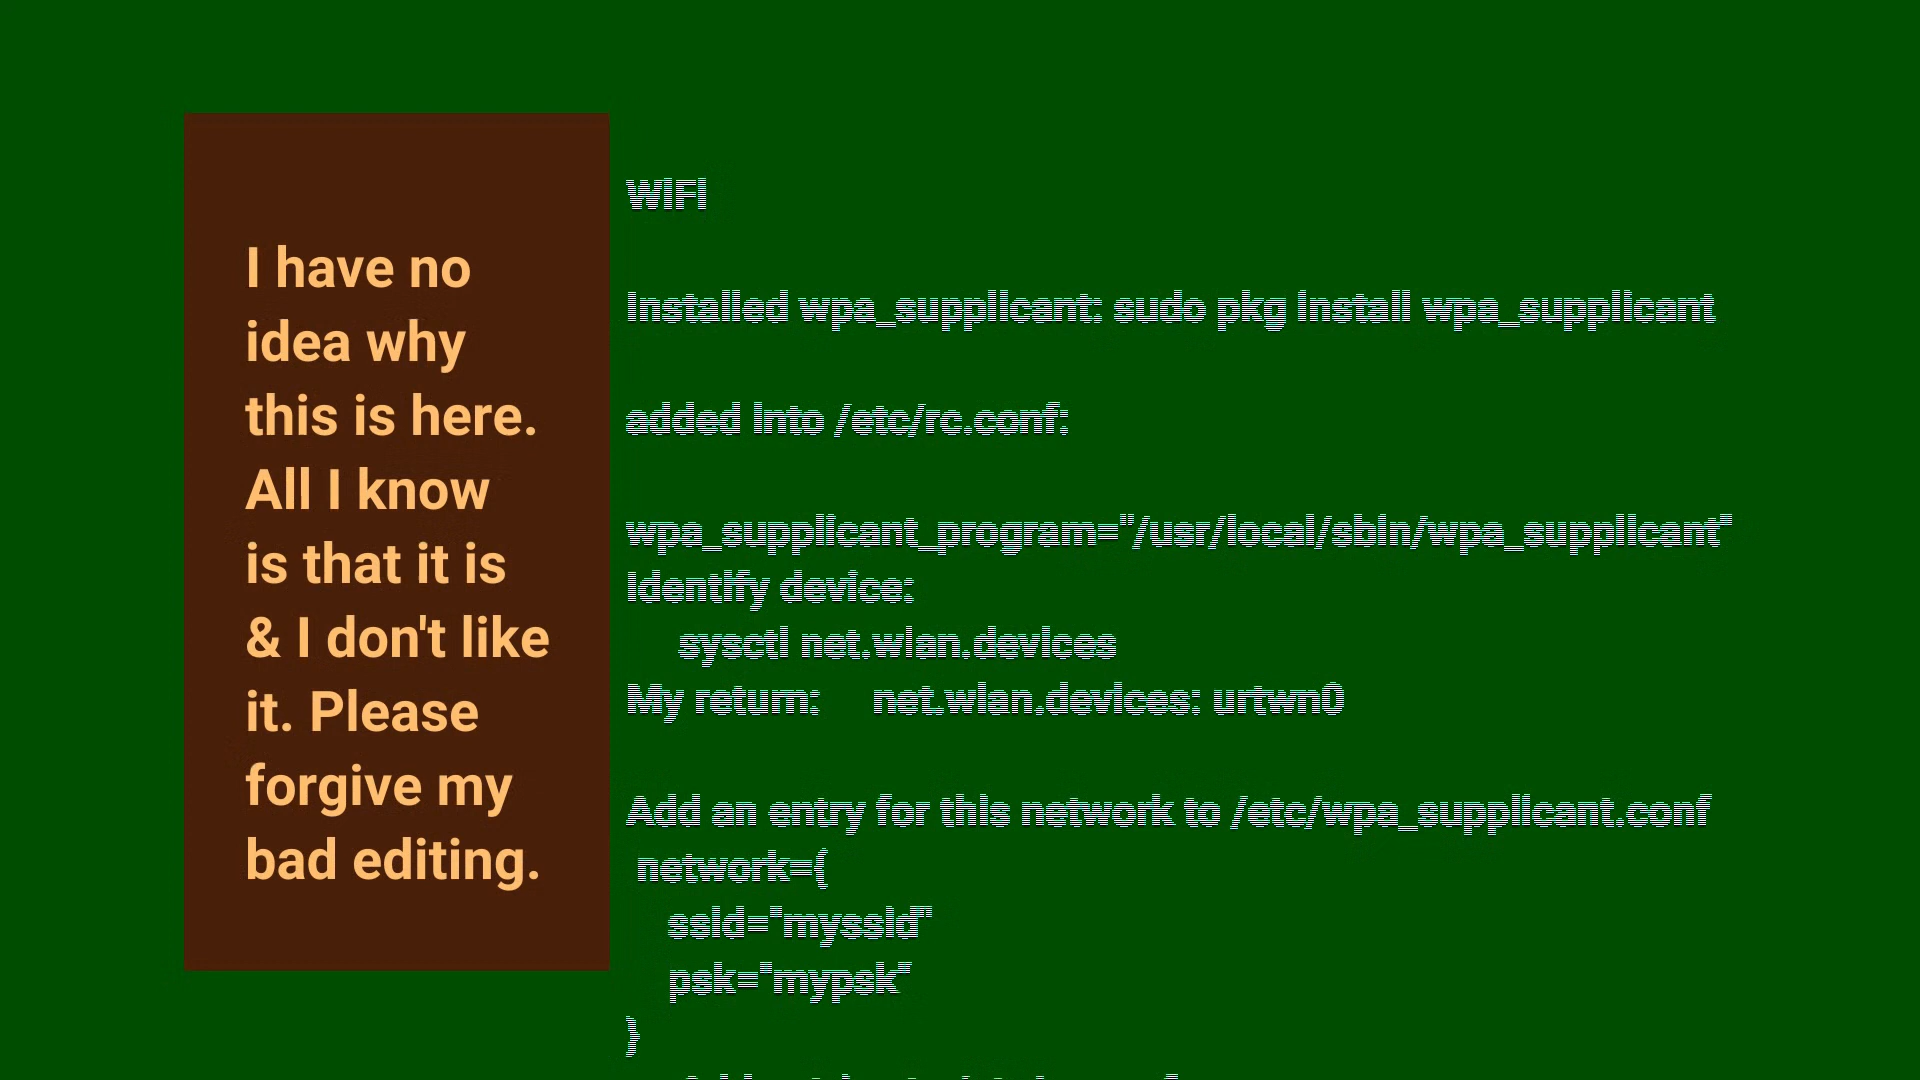 I have no
idea why
this is here.
All I know
is that it is
& I don't like
it. Please
forgive my
bad editing.
WiFi
Installed wpa_supplicant: sudo pkg install wpa_supplicant
added into /etc/rc.conf:
wpa_supplicant_program="/usr/local/sbin/wpa_supplicant"
Identify device:
sysctl net.wlan.devices
My return: net.wlan.devices: urtwn0
Add an entry for this network to /etc/wpa_supplicant.conf
network={
ssid="myssid"
psk="mypsk"
}